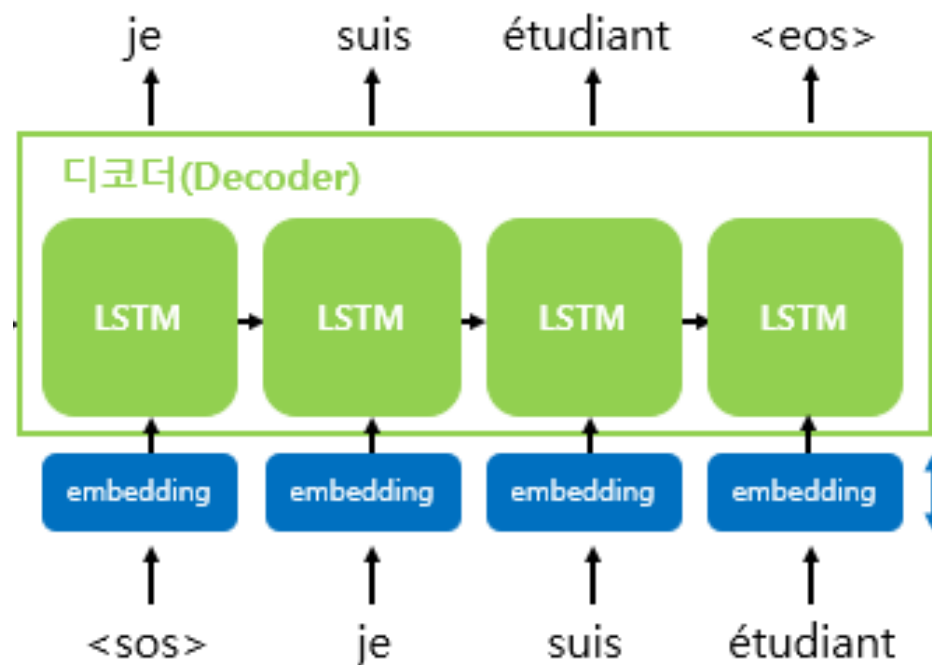 je suis étudiant <eos>
디코더(Decoder)
LSTM LSTM LSTM LSTM
embedding embedding embedding embedding
<sos> je suis étudiant